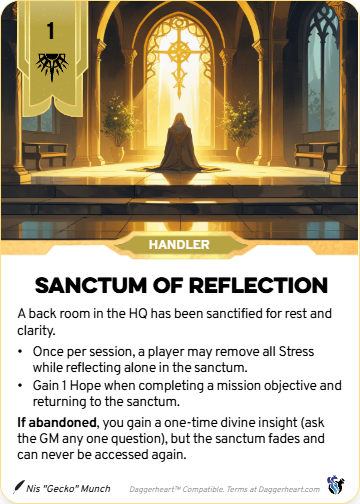 1
HANDLER
SANCTUM OF REFLECTION
A back room in the HQ has been sanctified for rest and
clarity.
• Once per session, a player may remove all Stress
while reflecting alone in the sanctum.
• Gain 1 Hope when completing a mission objective and
returning to the sanctum.
If abandoned, you gain a one-time divine insight (ask
the GM any one question), but the sanctum fades and
can never be accessed again.
Nis "Gecko" Munch
Daggerheart™ Compatible. Terms at Daggerheart.com